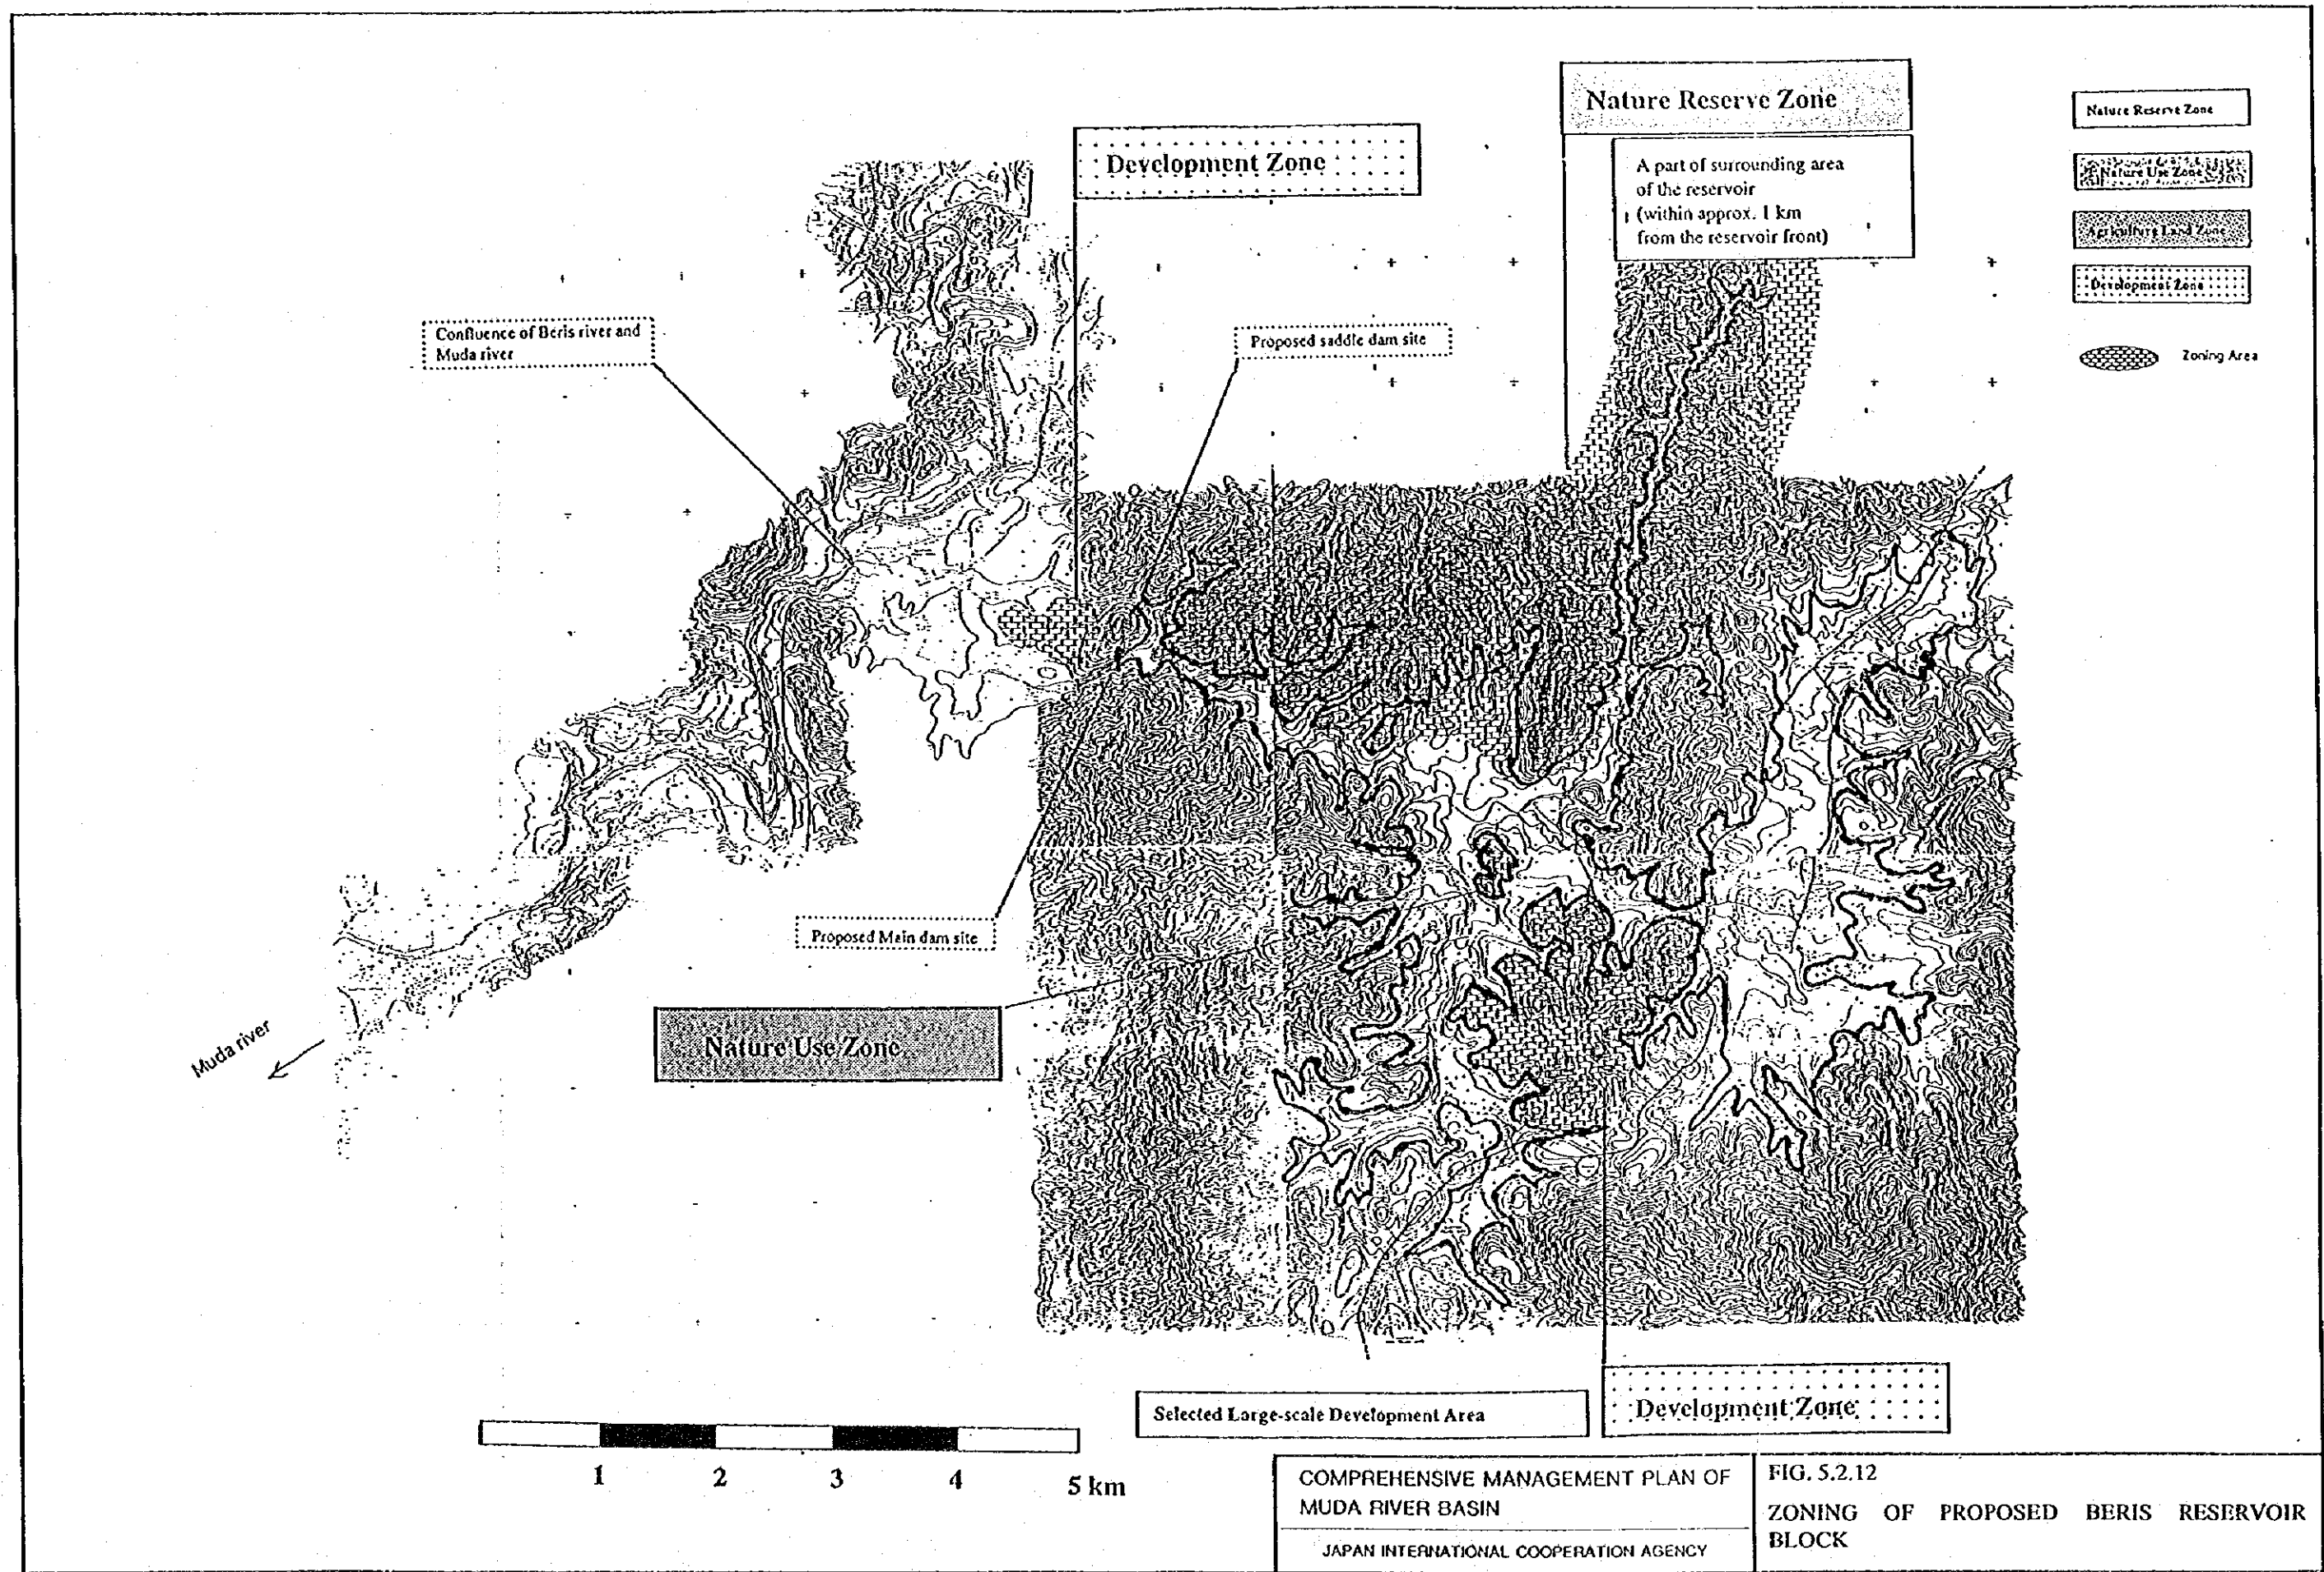 Nature Reserve Zone
A part of surrounding area
of the reservoir
(within approx. 1 km
from the reservoir front)
Development Zone
Nature Reserve Zone
Nature Use Zone
Agriculture Land Zone
Development Zone
Zoning Area
Confluence of Beris river and
Muda river
Proposed saddle dam site
Proposed Main dam site
Nature Use Zone
Muda river
1 2 3 4 5 km
Selected Large-scale Development Area
Development Zone
COMPREHENSIVE MANAGEMENT PLAN OF
MUDA RIVER BASIN
JAPAN INTERNATIONAL COOPERATION AGENCY
FIG. 5.2.12
ZONING OF PROPOSED BERIS RESERVOIR
BLOCK